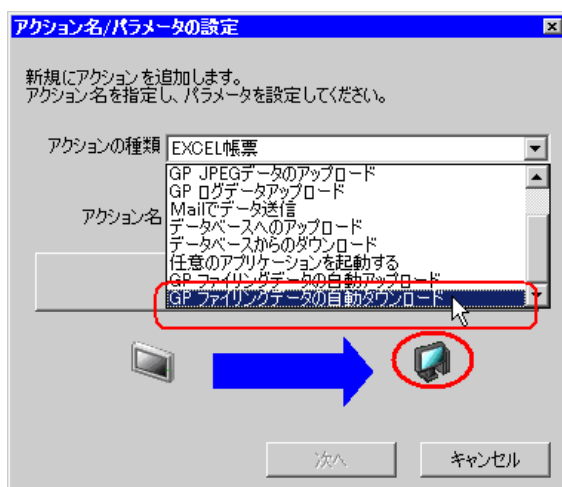 アクション名/パラメータの設定
新規にアクションを追加します。
アクション名を指定し、パラメータを設定してください。
アクションの種類 EXCEL帳票
GP JPEGデータのアップロード
GP ログデータアップロード
Mailでデータ送信
アクション名
データベースへのアップロード
データベースからのダウンロード
任意のアプリケーションを起動する
GP ファイリングデータの自動アップロード
GP ファイリングデータの自動ダウンロード
次へ キャンセル